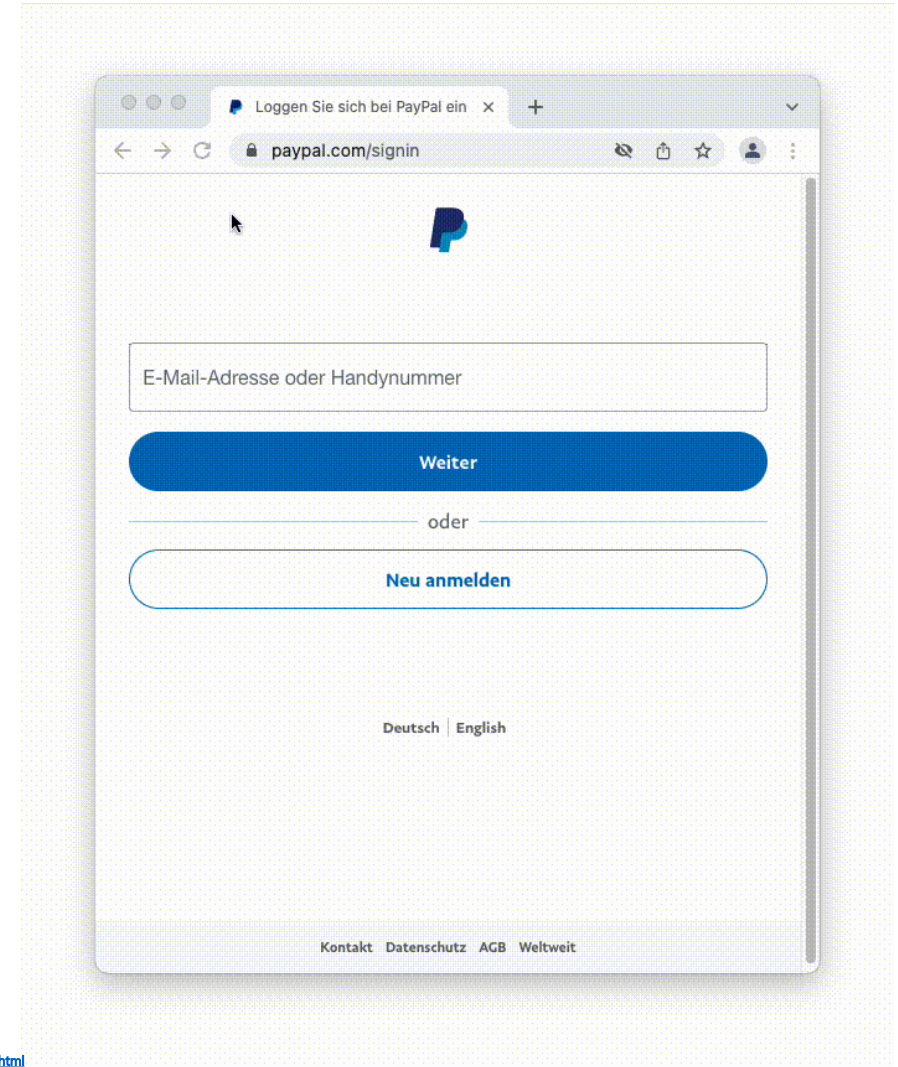 Loggen Sie sich bei PayPal ein
paypal.com/signin
E-Mail-Adresse oder Handynummer
Weiter
oder
Neu anmelden
Deutsch English
Kontakt Datenschutz AGB Weltweit
html